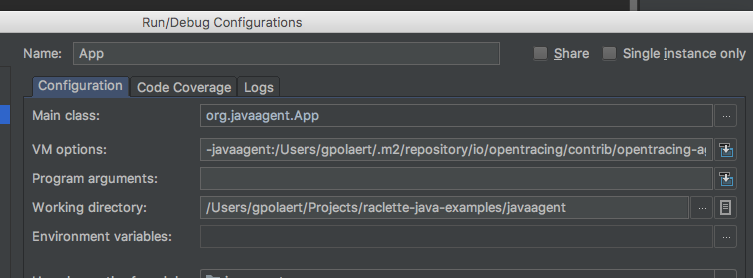 Run/Debug Configurations
Name: App Share Single instance only
Configuration Code Coverage Logs
Main class: org.javaagent.App ...
VM options: -javaagent:/Users/gpolaert/.m2/repository/io/opentracing/contrib/opentracing-ag
Program arguments:
Working directory: /Users/gpolaert/Projects/raclette-java-examples/javaagent ...
Environment variables: ...